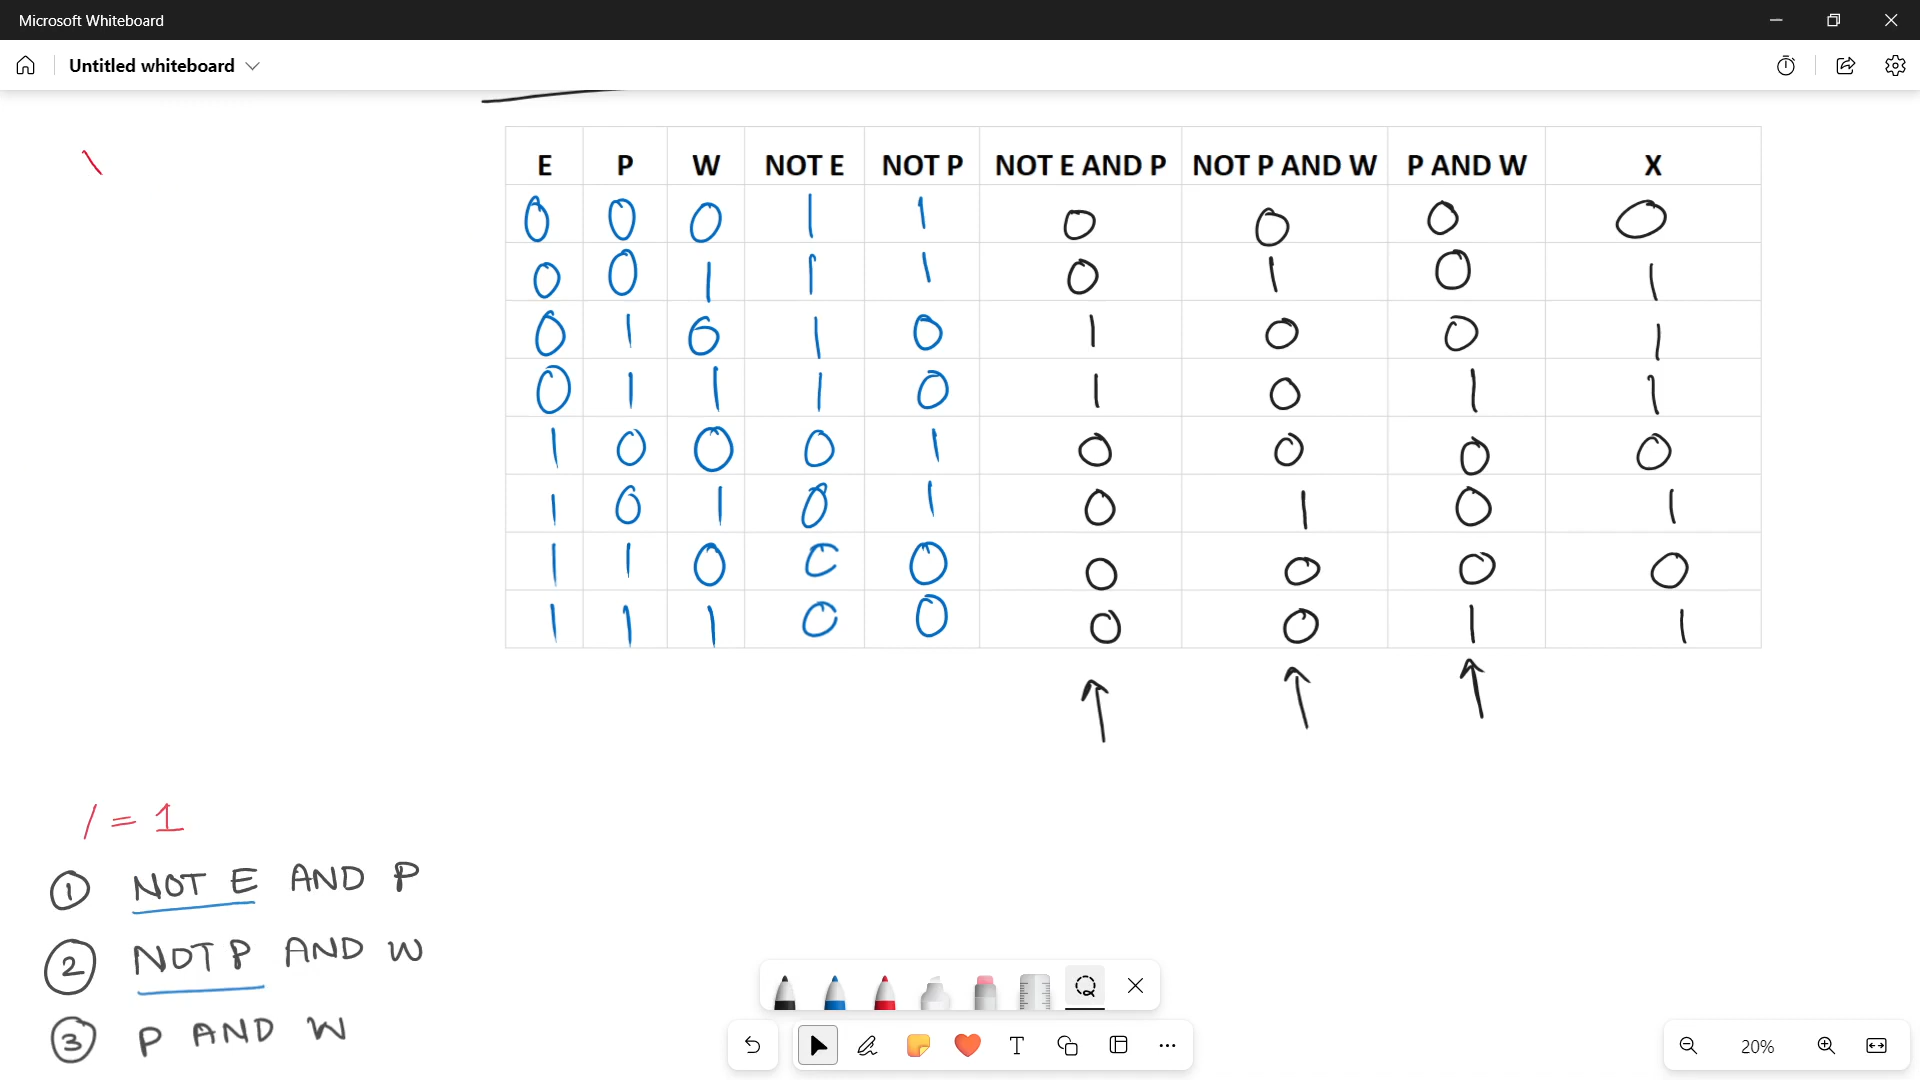 Microsoft Whiteboard
Untitled whiteboard
E P W NOT E NOT P NOT E AND P NOT P AND W P AND W X
0 0 0 1 1 0 0 0 0
0 0 1 1 1 0 1 0 1
0 1 0 1 0 1 0 0 1
0 1 1 1 0 1 0 1 1
1 0 0 0 1 0 0 0 0
1 0 1 0 1 0 1 0 1
1 1 0 0 0 0 0 0 0
1 1 1 0 0 0 0 1 1
/ = 1
① NOT E AND P
② NOT P AND W
③ P AND W
20%